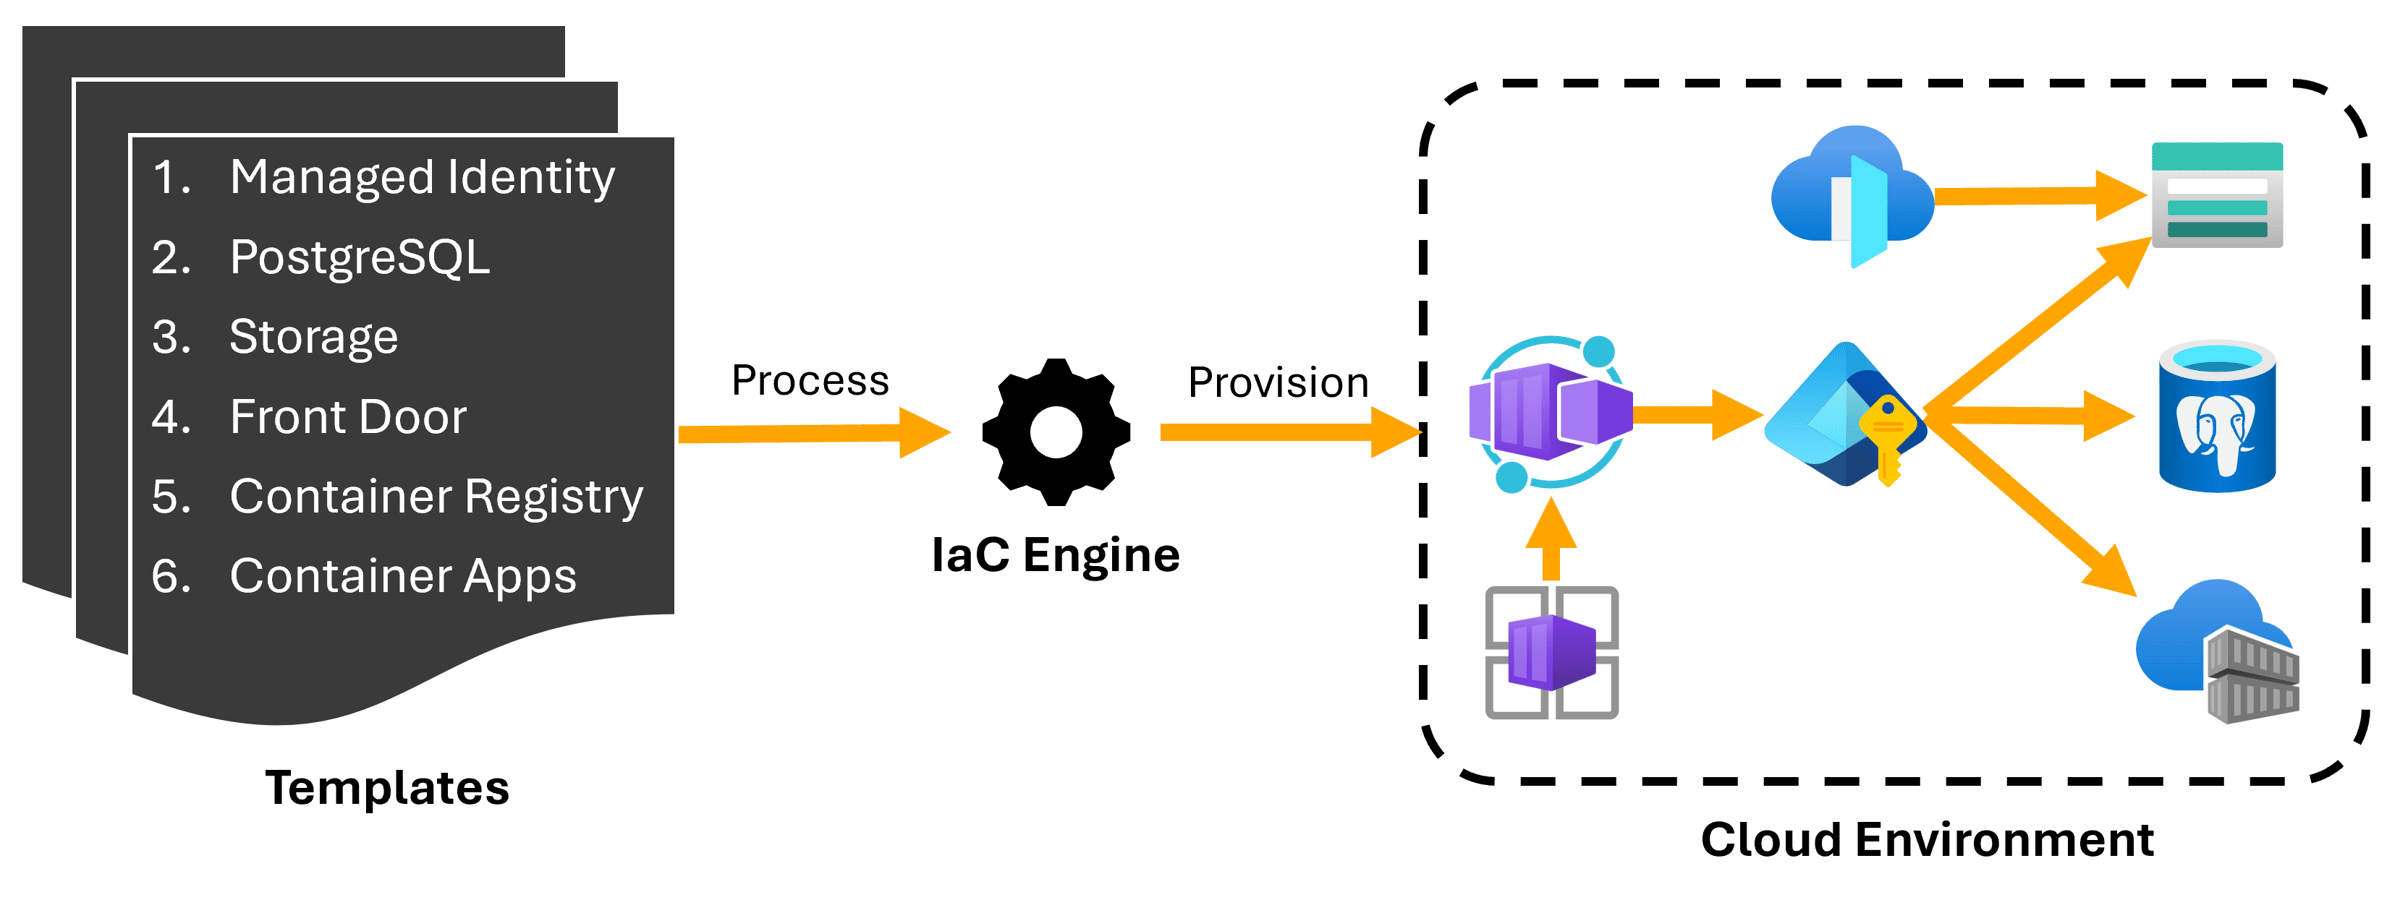 1. Managed Identity
2. PostgreSQL
3. Storage
4. Front Door
5. Container Registry
6. Container Apps
Templates
Process
IaC Engine
Provision
Cloud Environment